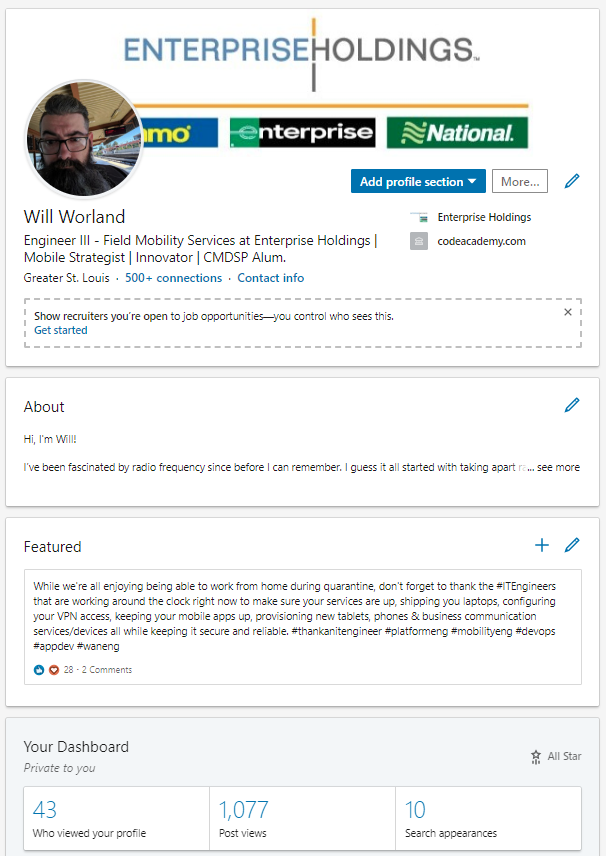 ENTERPRISE HOLDINGS.
mo enterprise National.
Add profile section More...
Will Worland
Enterprise Holdings
Engineer III - Field Mobility Services at Enterprise Holdings |
Mobile Strategist | Innovator | CMDSP Alum.
codeacademy.com
Greater St. Louis · 500+ connections · Contact info
Show recruiters you're open to job opportunities—you control who sees this.
Get started
About
Hi, I'm Will!
I've been fascinated by radio frequency since before I can remember. I guess it all started with taking apart ... see more
Featured
While we're all enjoying being able to work from home during quarantine, don't forget to thank the #ITEngineers
that are working around the clock right now to make sure your services are up, shipping you laptops, configuring
your VPN access, keeping your mobile apps up, provisioning new tablets, phones & business communication
services/devices all while keeping it secure and reliable. #thankanitengineer #platformeng #mobilityeng #devops
#appdev #waneng
28 · 2 Comments
Your Dashboard
Private to you
All Star
43 1,077 10
Who viewed your profile Post views Search appearances